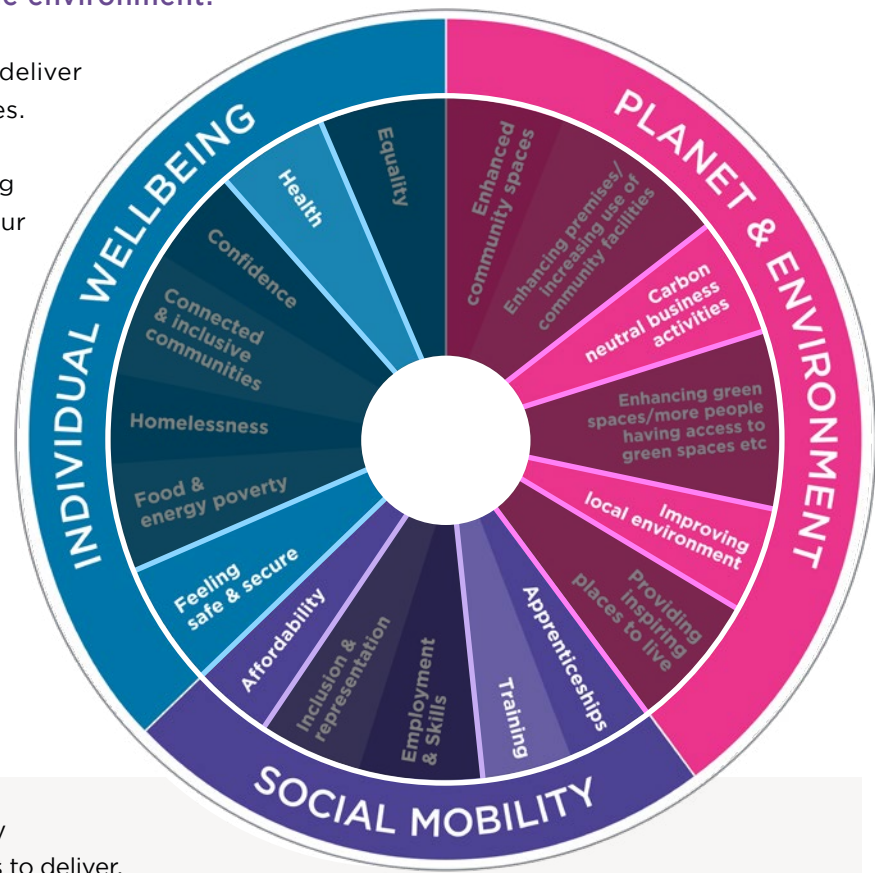 e environment.
deliver
es.
g
ur
PLANET & ENVIRONMENT
Enhanced
community spaces
Enhancing premises/
increasing use of
community facilities
Carbon
neutral business
activities
Enhancing green
spaces/more people
having access to
green spaces etc
Improving
local environment
Providing
inspiring
places to live
SOCIAL MOBILITY
Apprenticeships
Training
Employment
& Skills
Inclusion &
representation
Affordability
INDIVIDUAL WELLBEING
Feeling
safe & secure
Food &
energy poverty
Homelessness
Connected
& inclusive
communities
Confidence
Health
Equality
y
s to deliver.